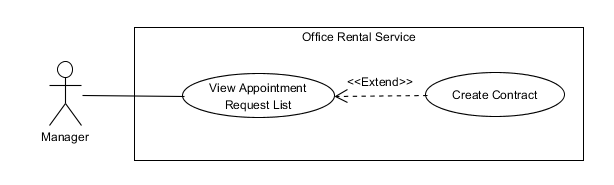 Office Rental Service
<<Extend>>
View Appointment
Request List
Create Contract
Manager